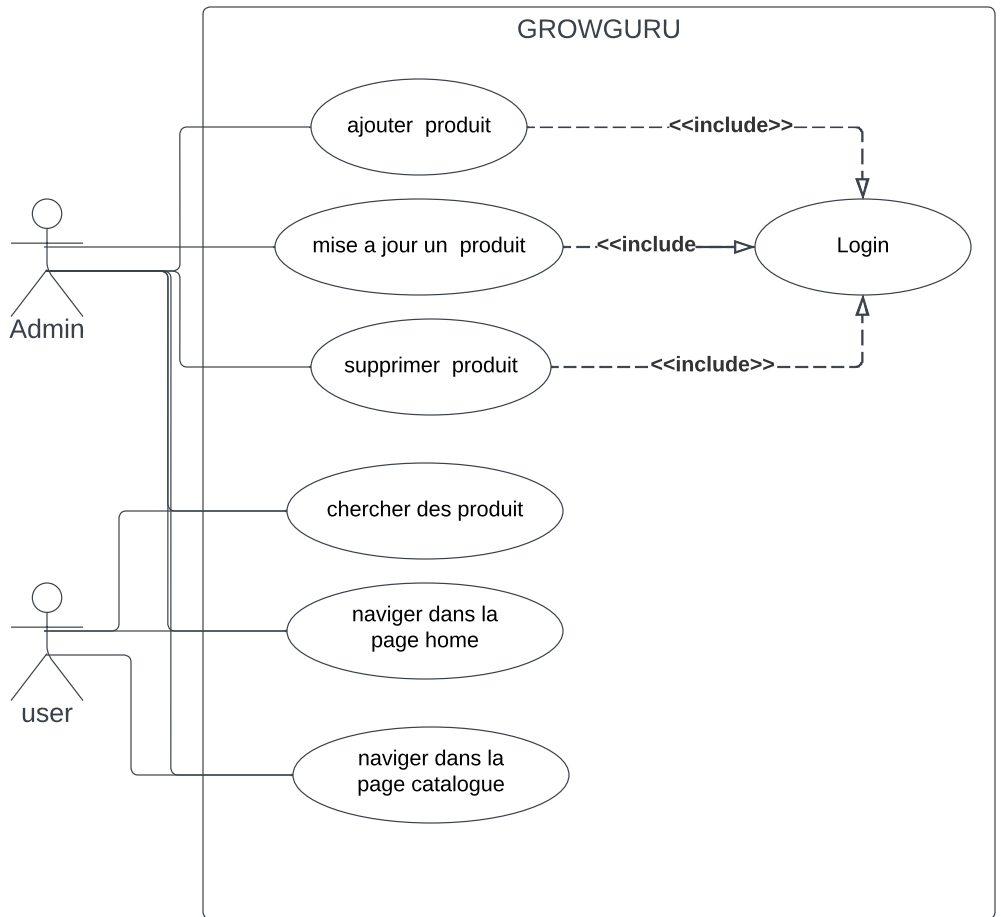 GROWGURU
ajouter  produit
<<include>>
mise a jour un  produit
<<include
Login
Admin
supprimer  produit
<<include>>
chercher des produit
naviger dans la
page home
user
naviger dans la
page catalogue